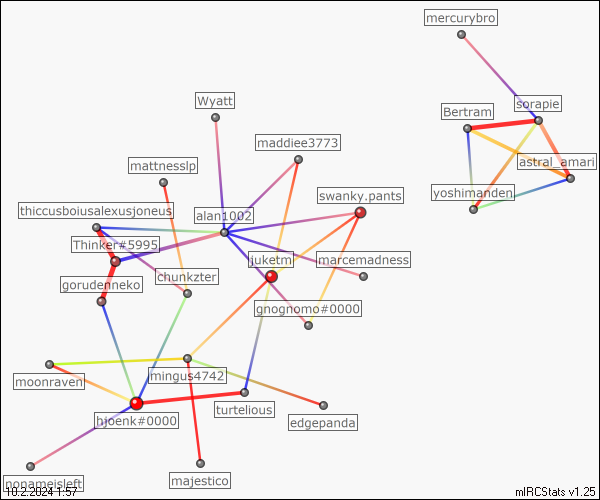 mercurybro
Wyatt
Bertram
sorapie
maddiee3773
mattnesslp
astral_amari
swanky.pants
yoshimanden
thiccusboiusalexusjoneus
alan1002
Thinker#5995
juketm
marcemadness
gorudenneko
chunkzter
gnognomo#0000
moonraven
mingus4742
turtelious
edgepanda
hjoenk#0000
nonameisleft
majestico
10.2.2024 1:57
mIRCStats v1.25